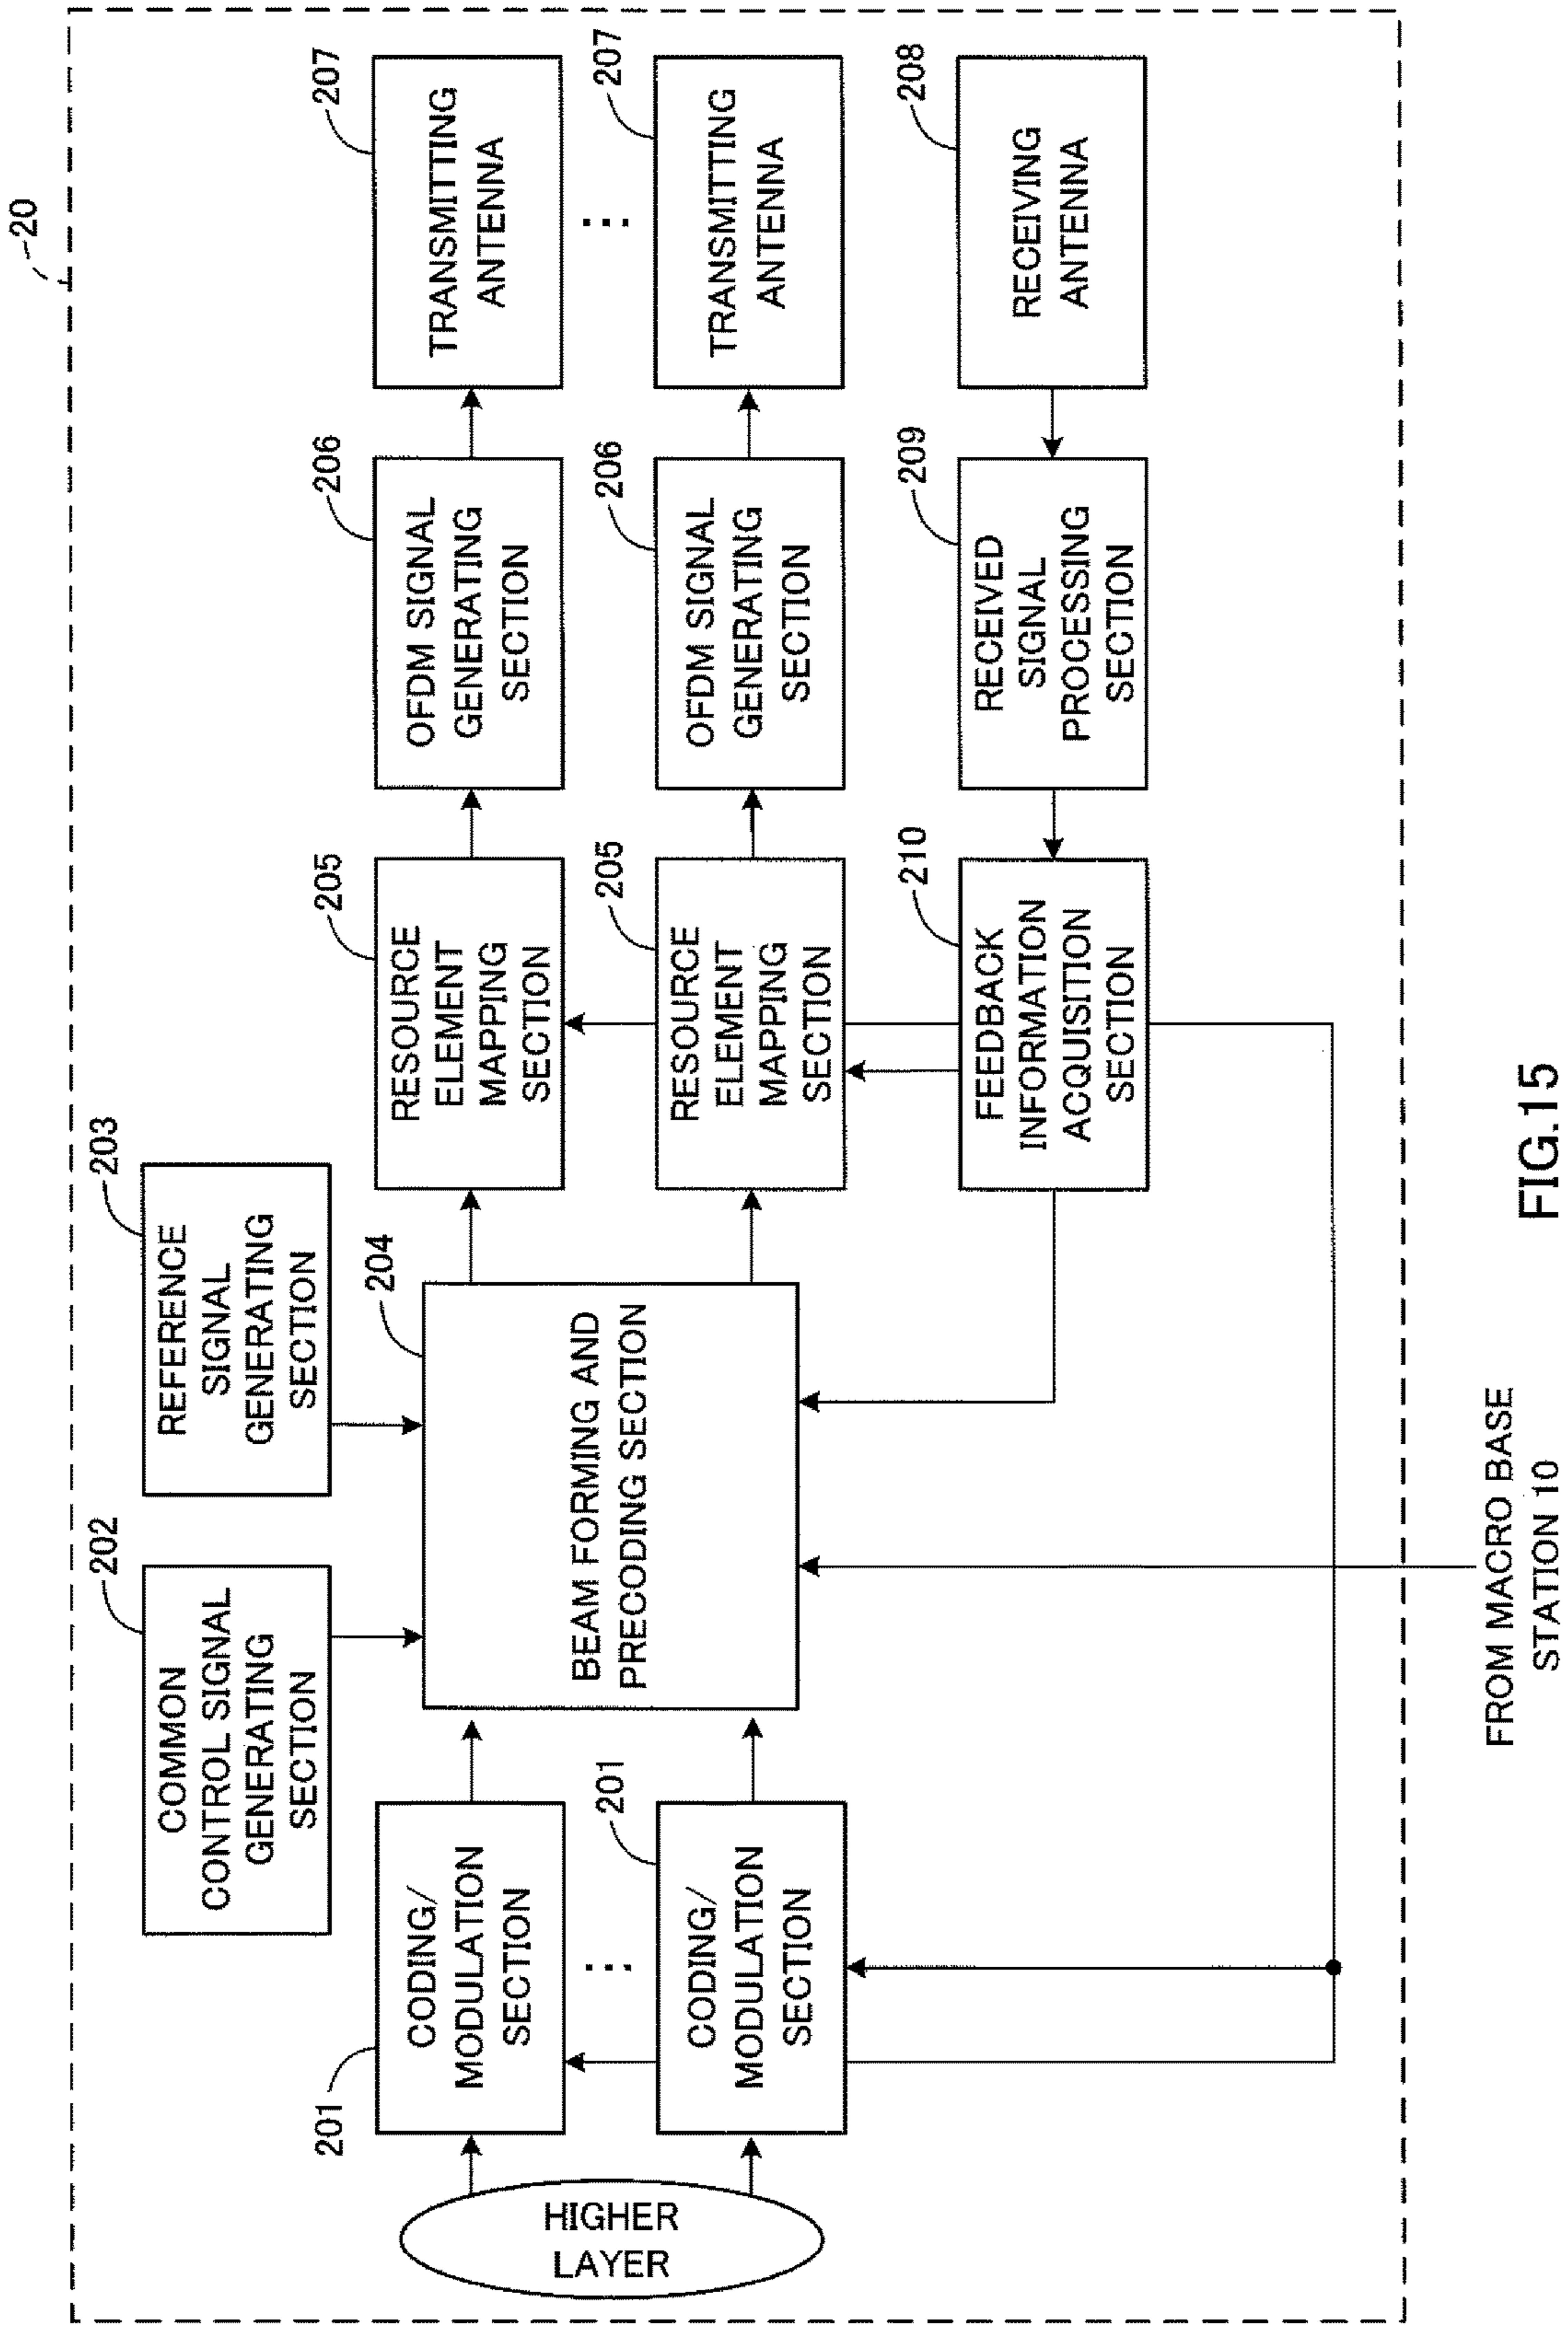 20
COMMON
CONTROL SIGNAL
GENERATING
SECTION
202
REFERENCE
SIGNAL
GENERATING
SECTION
203
HIGHER
LAYER
CODING/
MODULATION
SECTION
201
CODING/
MODULATION
SECTION
201
BEAM FORMING AND
PRECODING SECTION
204
RESOURCE
ELEMENT
MAPPING
SECTION
205
RESOURCE
ELEMENT
MAPPING
SECTION
205
OFDM SIGNAL
GENERATING
SECTION
206
OFDM SIGNAL
GENERATING
SECTION
206
TRANSMITTING
ANTENNA
207
TRANSMITTING
ANTENNA
207
FEEDBACK
INFORMATION
ACQUISITION
SECTION
210
RECEIVED
SIGNAL
PROCESSING
SECTION
209
RECEIVING
ANTENNA
208
FROM MACRO BASE
STATION 10
FIG.15